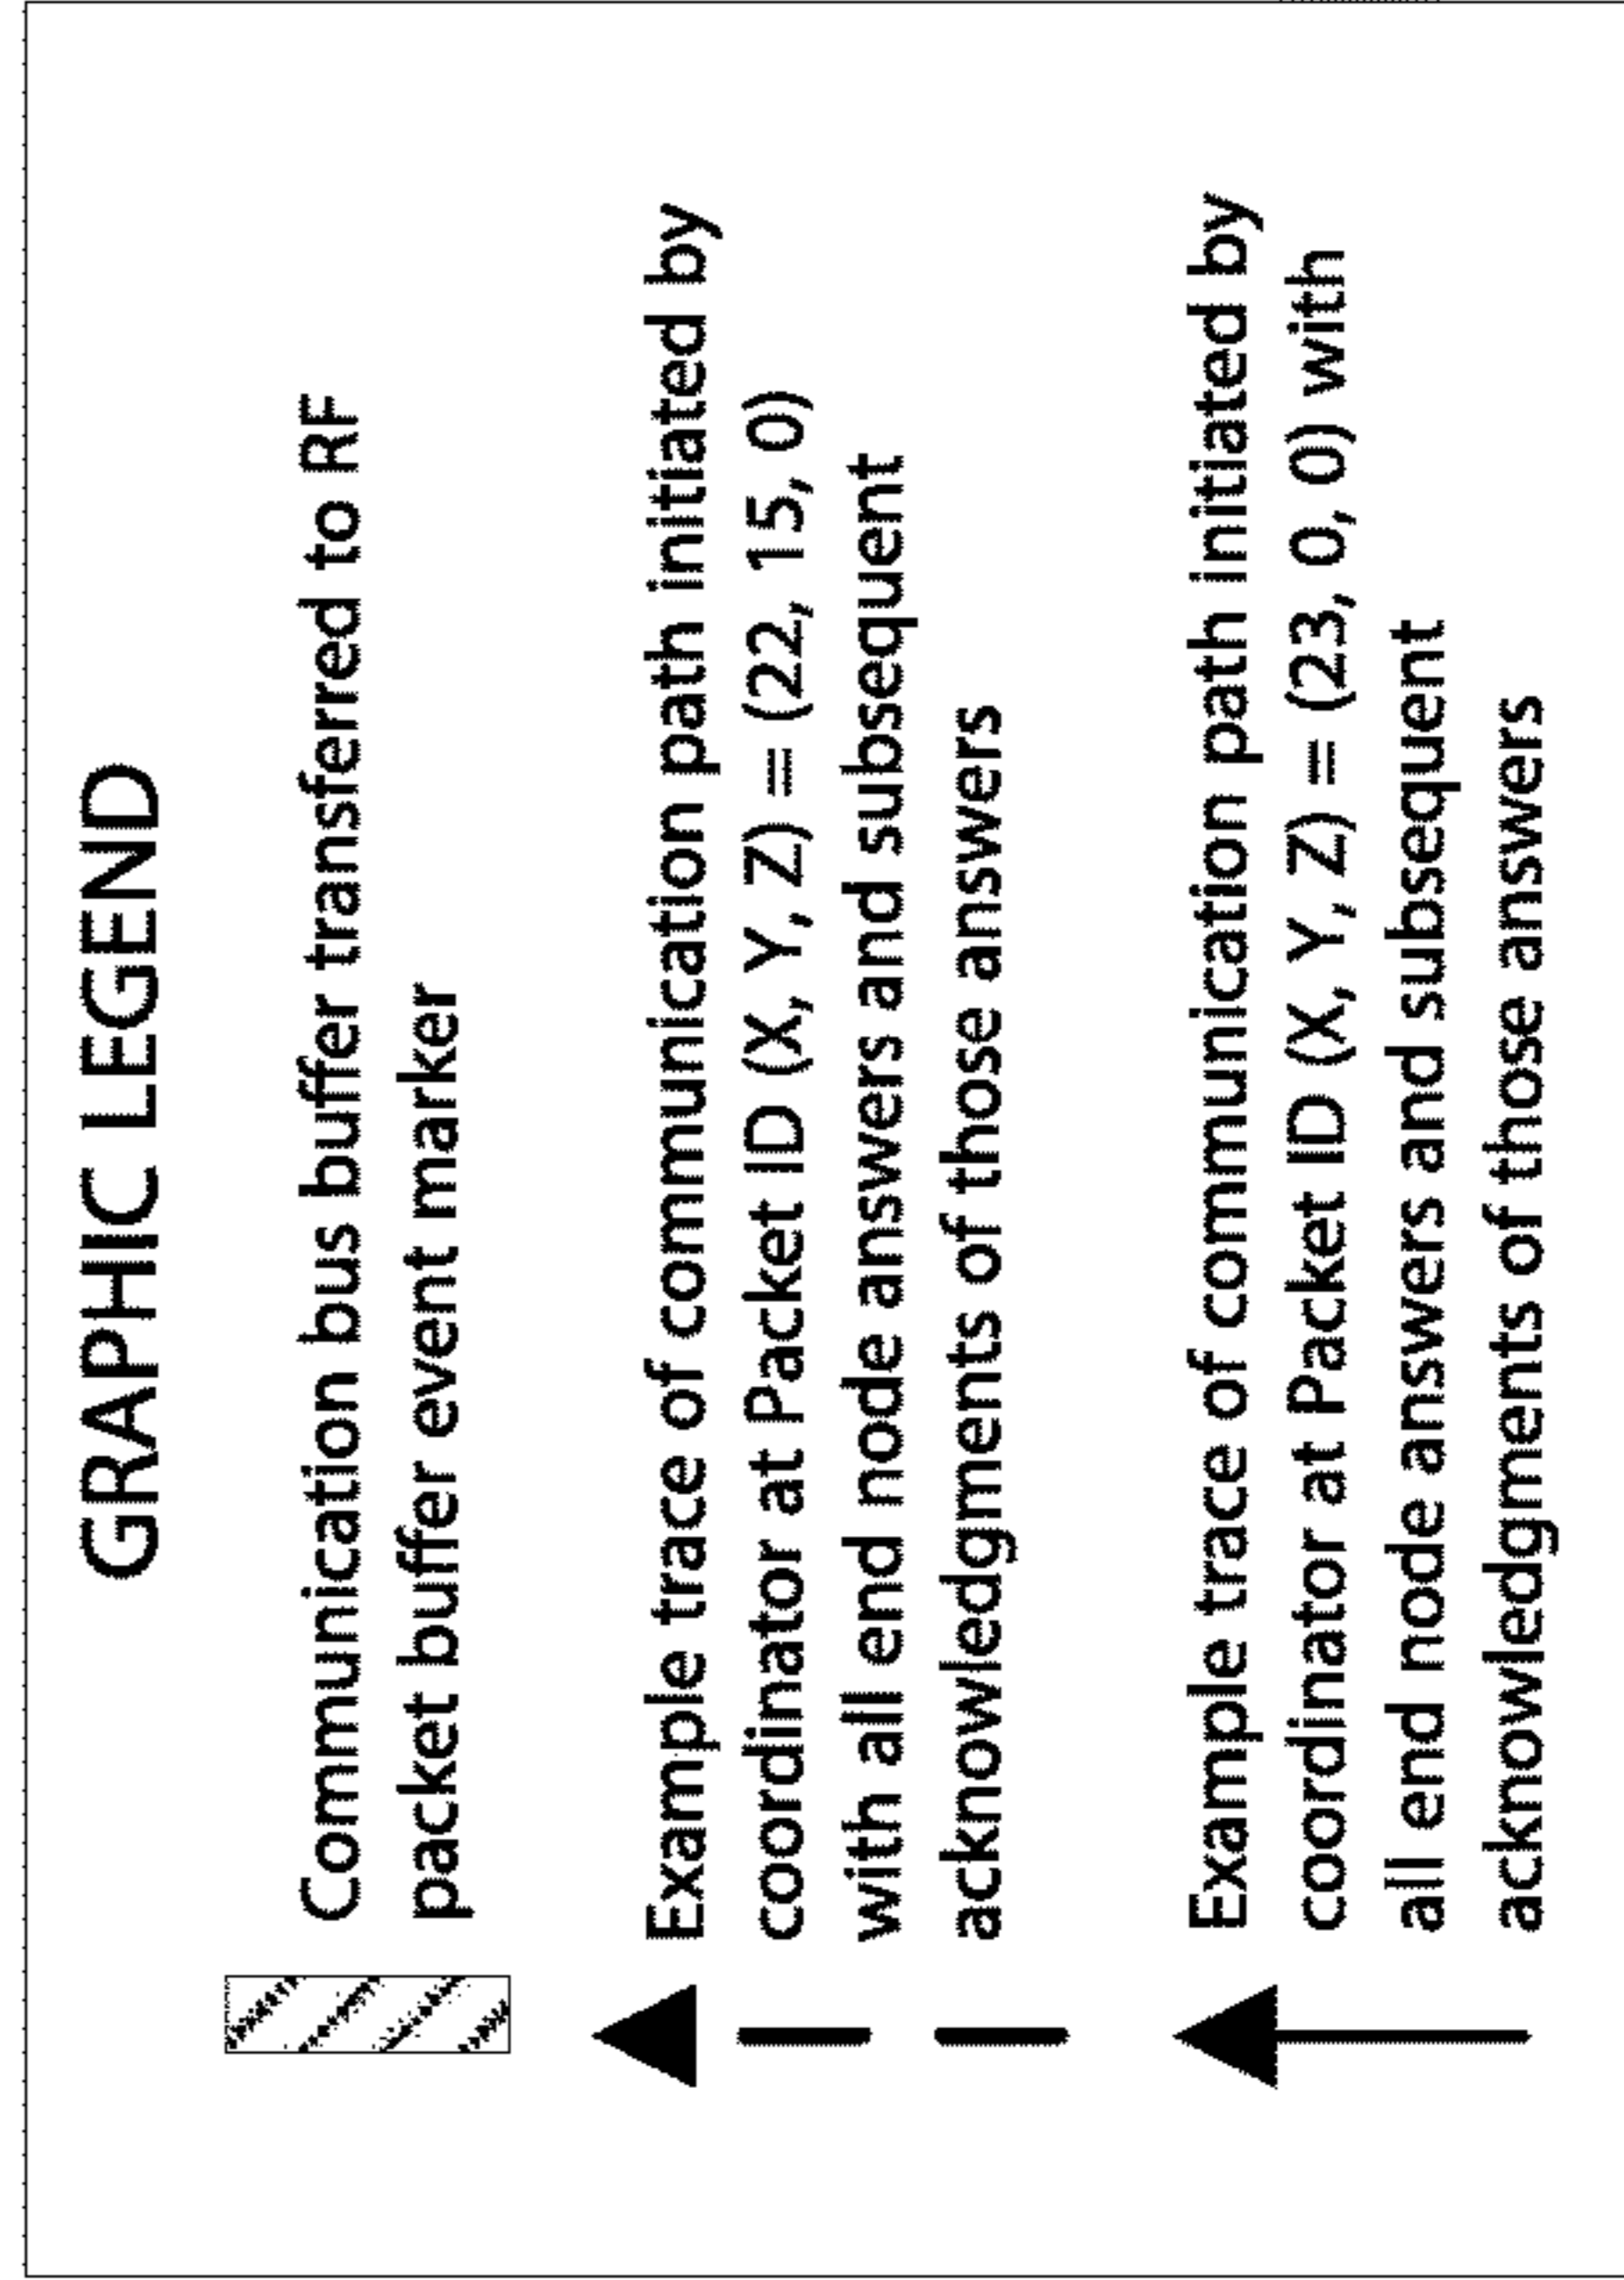 GRAPHIC LEGEND
Communication bus buffer transferred to RF
packet buffer event marker
Example trace of communication path initiated by
coordinator at Packet ID (X, Y, Z) = (22, 15, 0)
with all end node answers and subsequent
acknowledgments of those answers
Example trace of communication path initiated by
coordinator at Packet ID (X, Y, Z) = (23, 0, 0) with
all end node answers and subsequent
acknowledgments of those answers